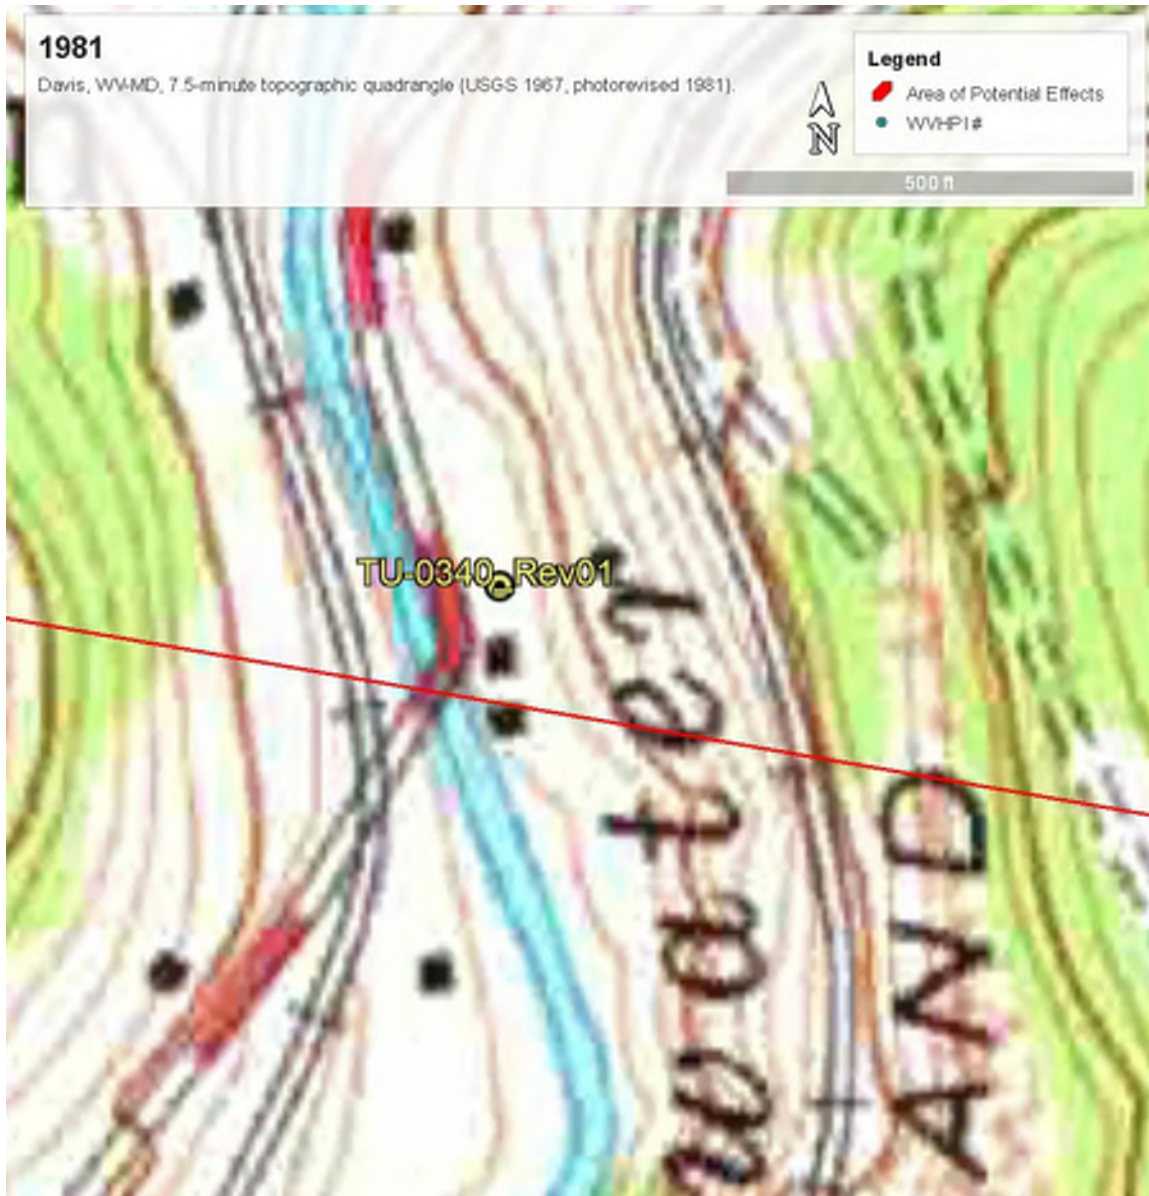 1981
Davis, WV-MD, 7.5-minute topographic quadrangle (USGS 1967, photorevised 1981).
N
Legend
Area of Potential Effects
WVHPI #
500 ft
TU-0340_Rev01
water
AND